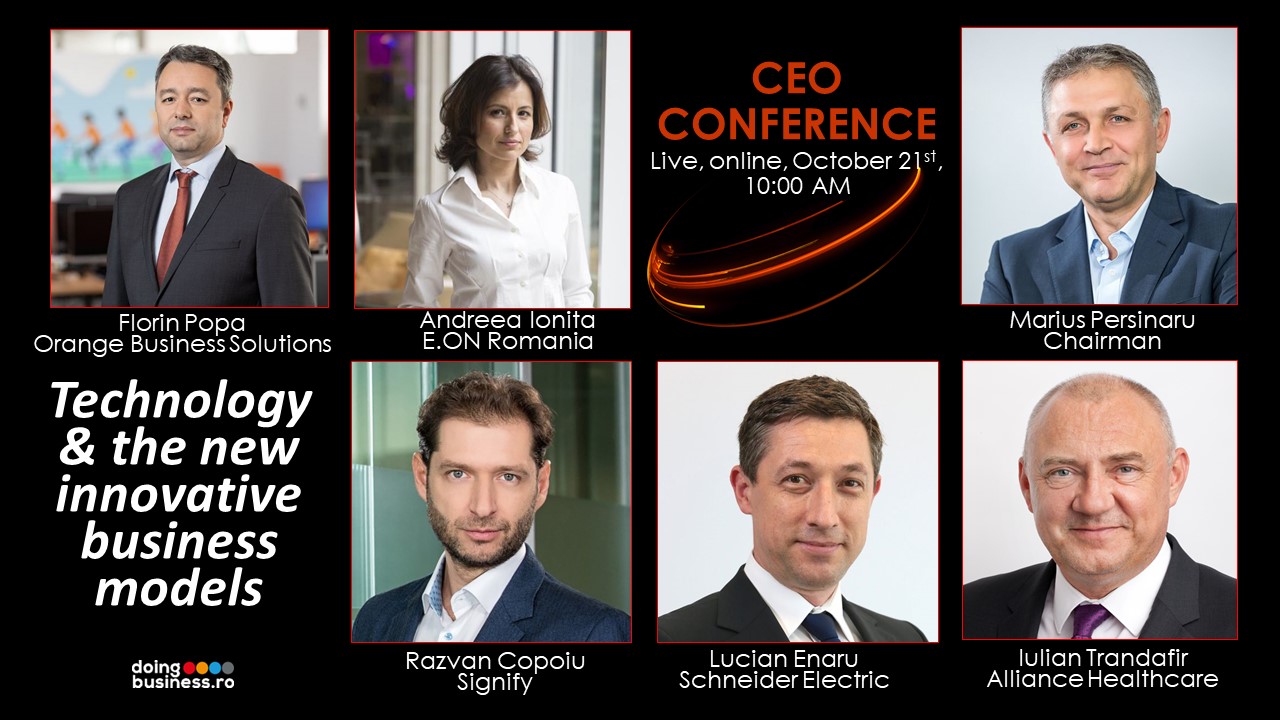 CEO
CONFERENCE
Live, online, October 21st,
10:00 AM
Florin Popa
Orange Business Solutions
Andreea Ionita
E.ON Romania
Marius Persinaru
Chairman
Technology
& the new
innovative
business
models
Razvan Copoiu
Signify
Lucian Enaru
Schneider Electric
Iulian Trandafir
Alliance Healthcare
doing
business.ro